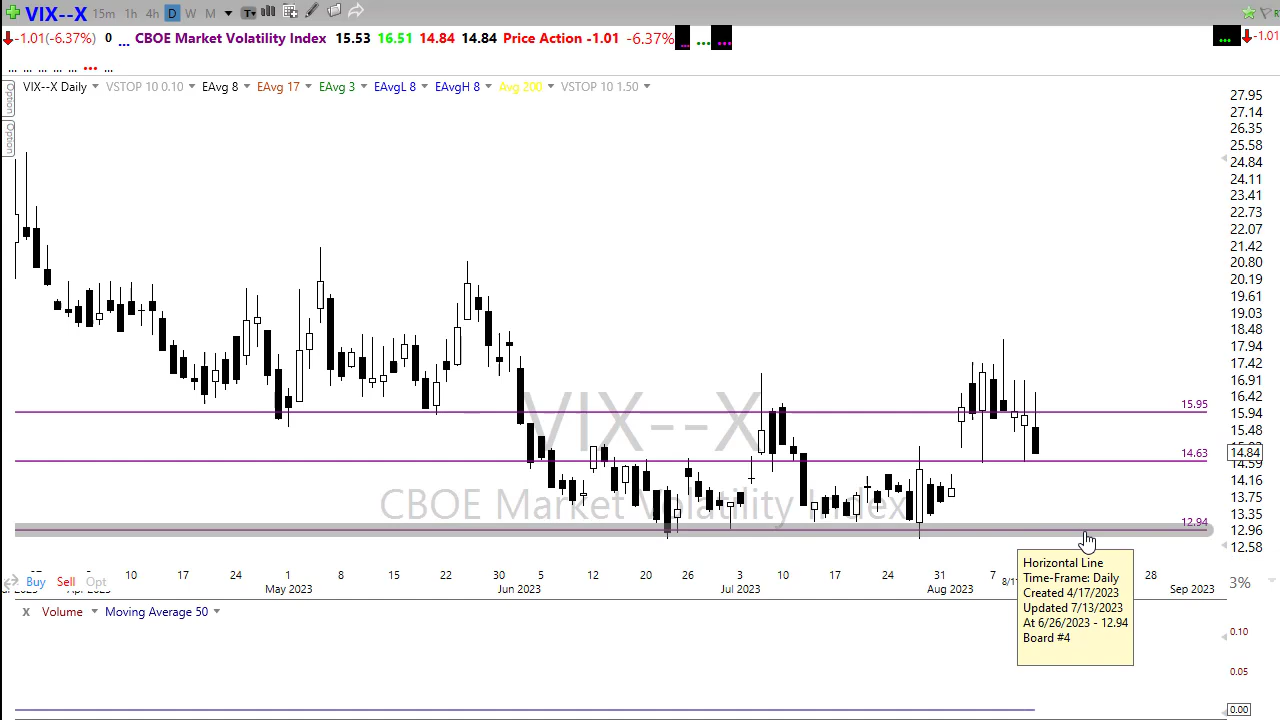 VIX--X 15m 1h 4h D W M T
-1.01(-6.37%) 0 ... CBOE Market Volatility Index 15.53 16.51 14.84 14.84 Price Action -1.01 -6.37% ... ... ... ... -1.01
... ... ... ... ... ... ...
VIX--X Daily VSTOP 10 0.10 EAvg 8 EAvg 17 EAvg 3 EAvgL 8 EAvgH 8 Avg 200 VSTOP 10 1.50
Option
Option
27.95
27.14
26.35
25.58
24.84
24.11
23.41
22.73
22.07
21.42
20.80
20.19
19.61
19.03
18.48
17.94
17.42
16.91
16.42
15.94
15.48
14.84
14.59
14.16
13.75
13.35
12.96
12.58
15.95
14.63
12.94
VIX--X
CBOE Market Volatility Index
Horizontal Line
Time-Frame: Daily
Created 4/17/2023
Updated 7/13/2023
At 6/26/2023 - 12.94
Board #4
10 17 24 1 8 15 22 30 5 12 20 26 3 10 17 24 31 7 28
May 2023 Jun 2023 Jul 2023 Aug 2023 Sep 2023
Buy Sell Opt 3%
X Volume Moving Average 50
0.10
0.05
0.00